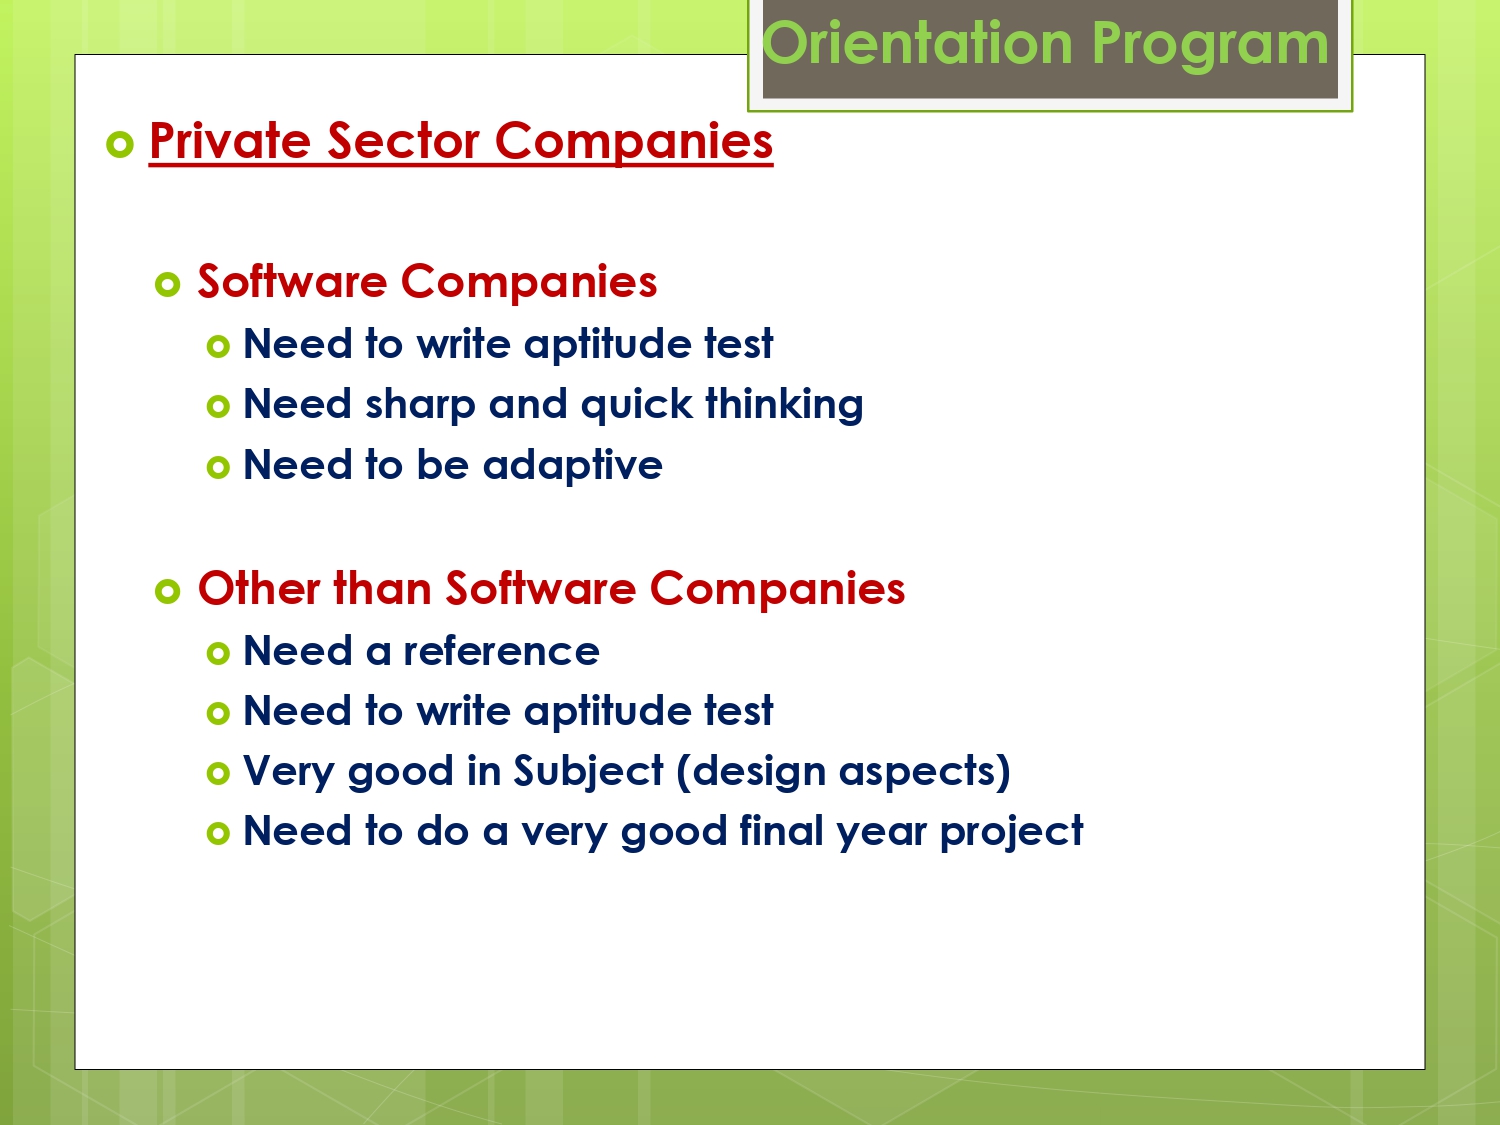 Orientation Program
Private Sector Companies
Software Companies
Need to write aptitude test
Need sharp and quick thinking
Need to be adaptive
Other than Software Companies
Need a reference
Need to write aptitude test
Very good in Subject (design aspects)
Need to do a very good final year project